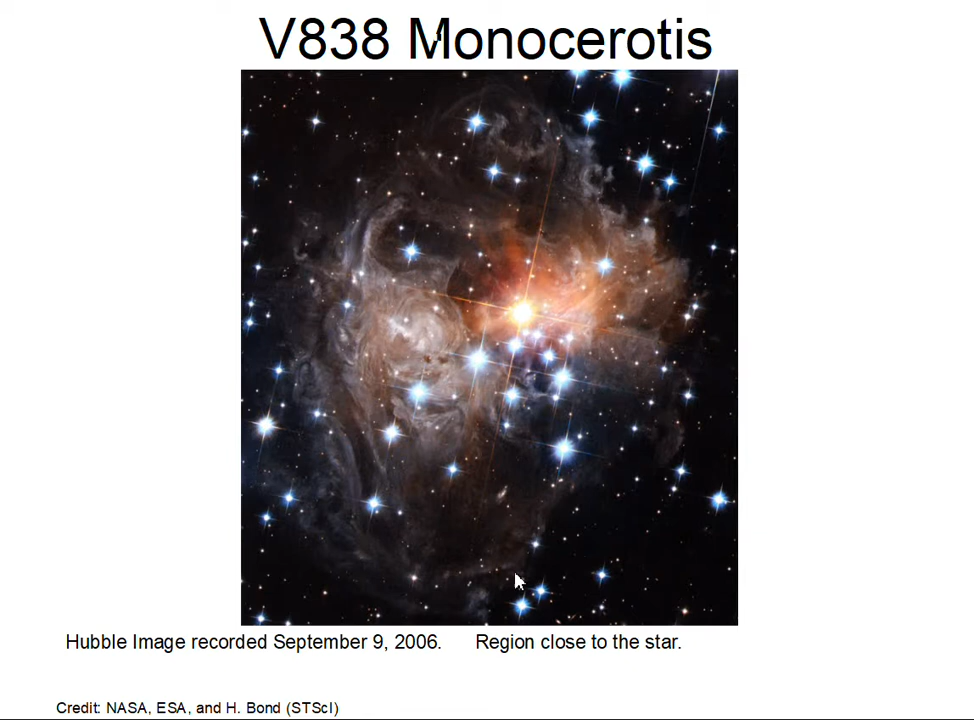 V838 Monocerotis
Hubble Image recorded September 9, 2006. Region close to the star.
Credit: NASA, ESA, and H. Bond (STScI)